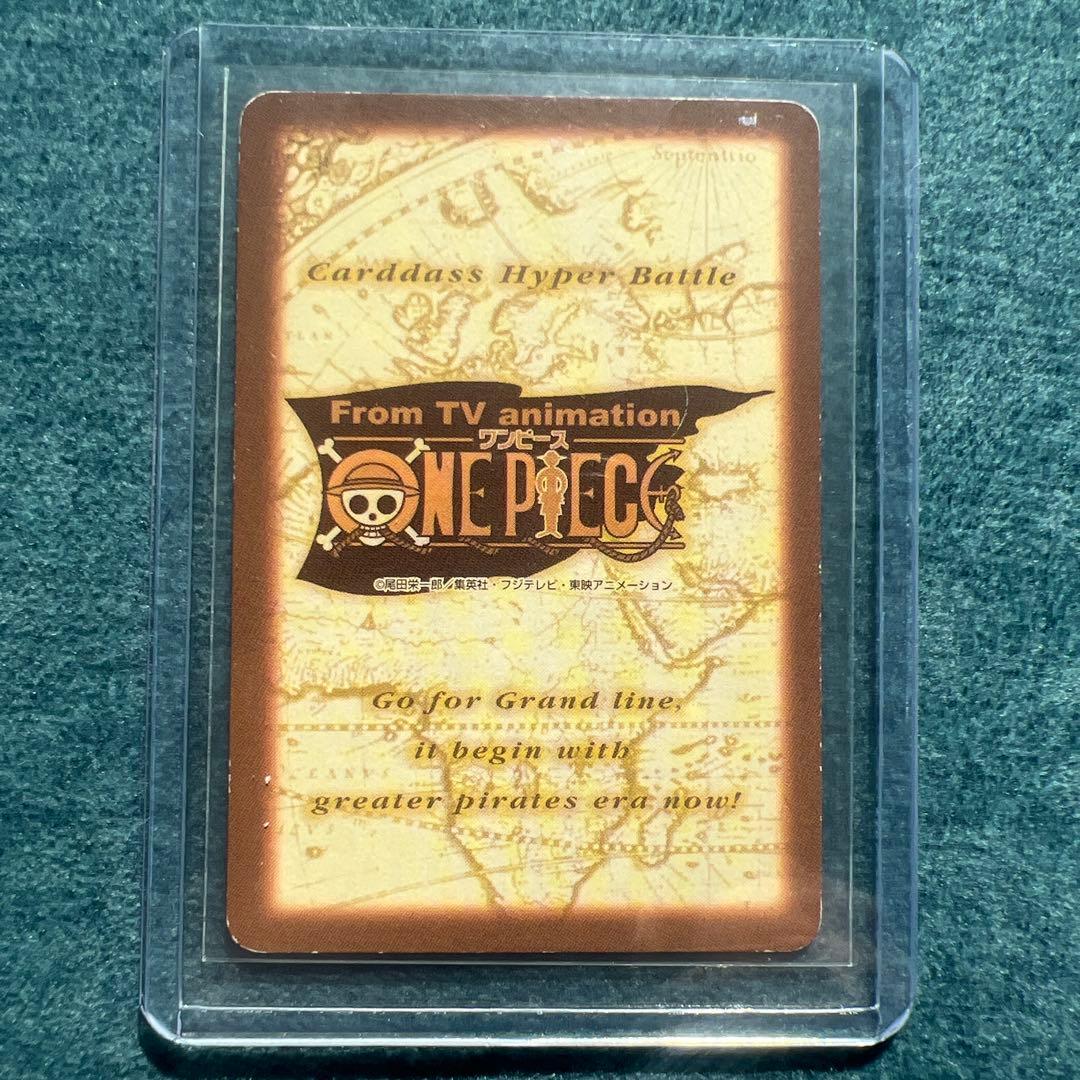 Septentrio
Carddass Hyper Battle
From TV animation
ワンピース
ONE PIECE
©尾田栄一郎／集英社・フジテレビ・東映アニメーション
Go for Grand line,
it begin with
greater pirates era now!